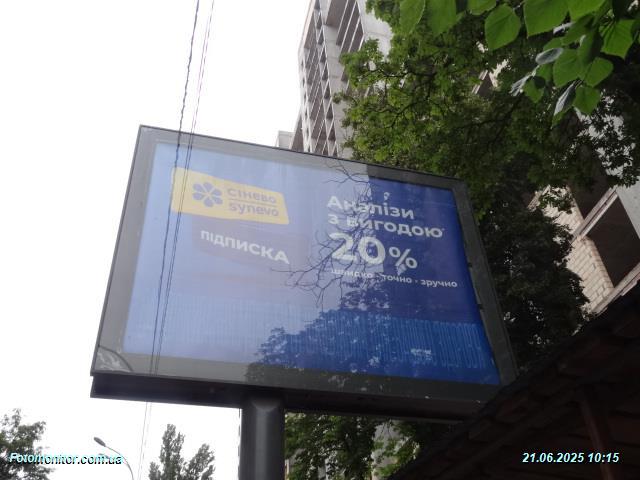 сінево
synevo
ПІДПИСКА
Аналізи
з вигодою
20%
швидко · точно · зручно
Fotomonitor.com.ua
21.06.2025 10:15